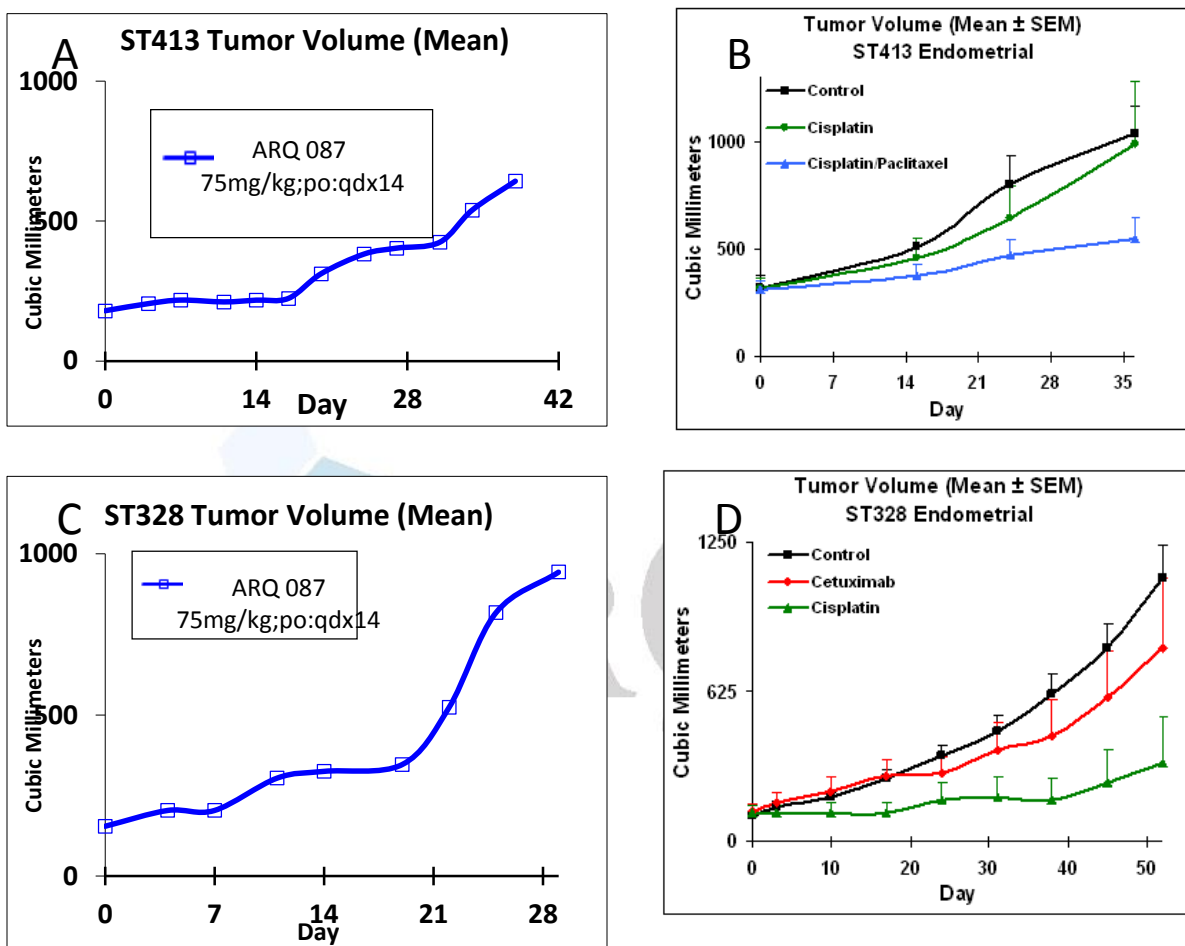 A
ST413 Tumor Volume (Mean)
1000
500
0
Cubic Millimeters
ARQ 087
75mg/kg;po:qdx14
0 14 28 42
Day
B
Tumor Volume (Mean ± SEM)
ST413 Endometrial
Control
Cisplatin
Cisplatin/Paclitaxel
1000
500
0
Cubic Millimeters
0 7 14 21 28 35
Day
C
ST328 Tumor Volume (Mean)
1000
500
0
Cubic Millimeters
ARQ 087
75mg/kg;po:qdx14
0 7 14 21 28
Day
D
Tumor Volume (Mean ± SEM)
ST328 Endometrial
Control
Cetuximab
Cisplatin
1250
625
0
Cubic Millimeters
0 10 20 30 40 50
Day